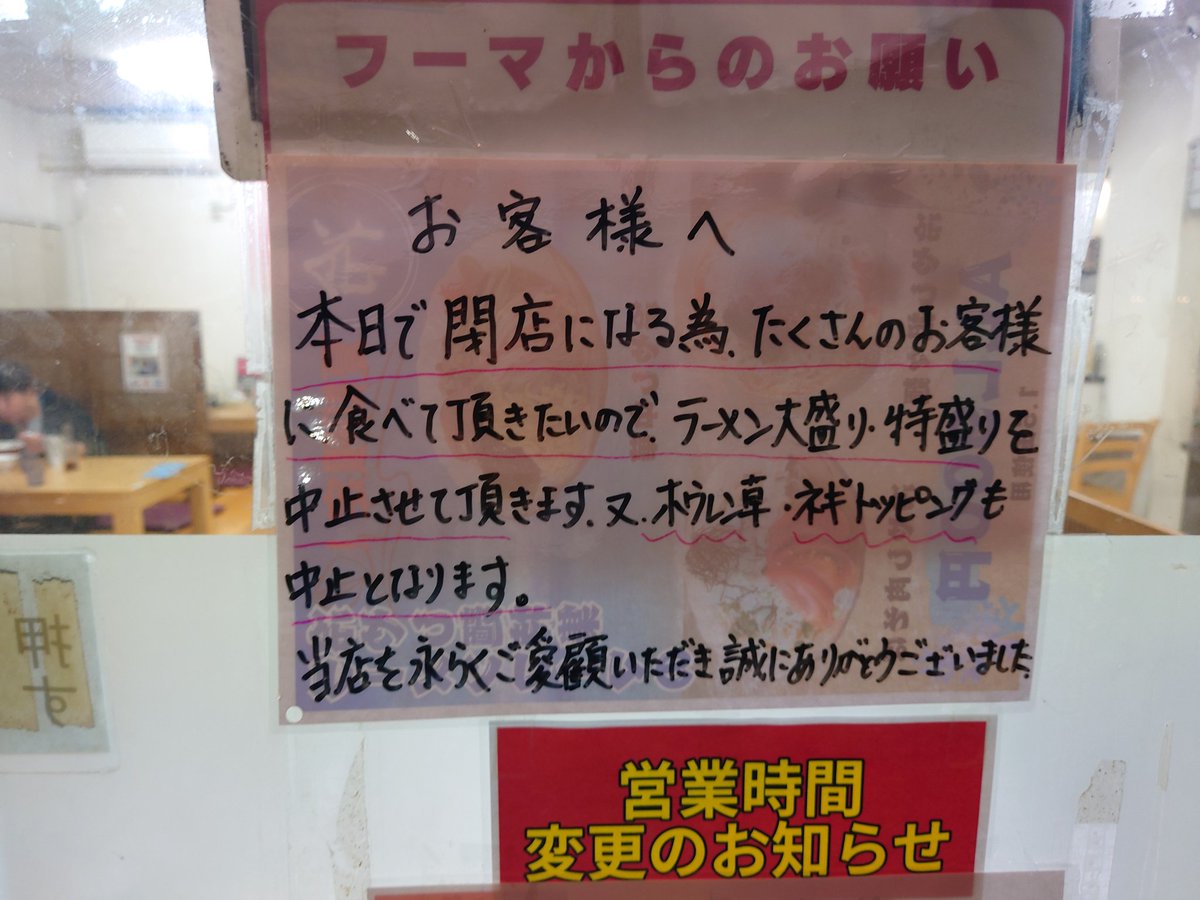 フーマからのお願い
お客様へ
本日で閉店になる為、たくさんのお客様
に食べて頂きたいので、ラーメン大盛り・特盛りを
中止させて頂きます、又、ホウレン草・ネギトッピングも
中止となります。
当店を永らくご愛顧いただき誠にありがとうございました。
押す
営業時間
変更のお知らせ